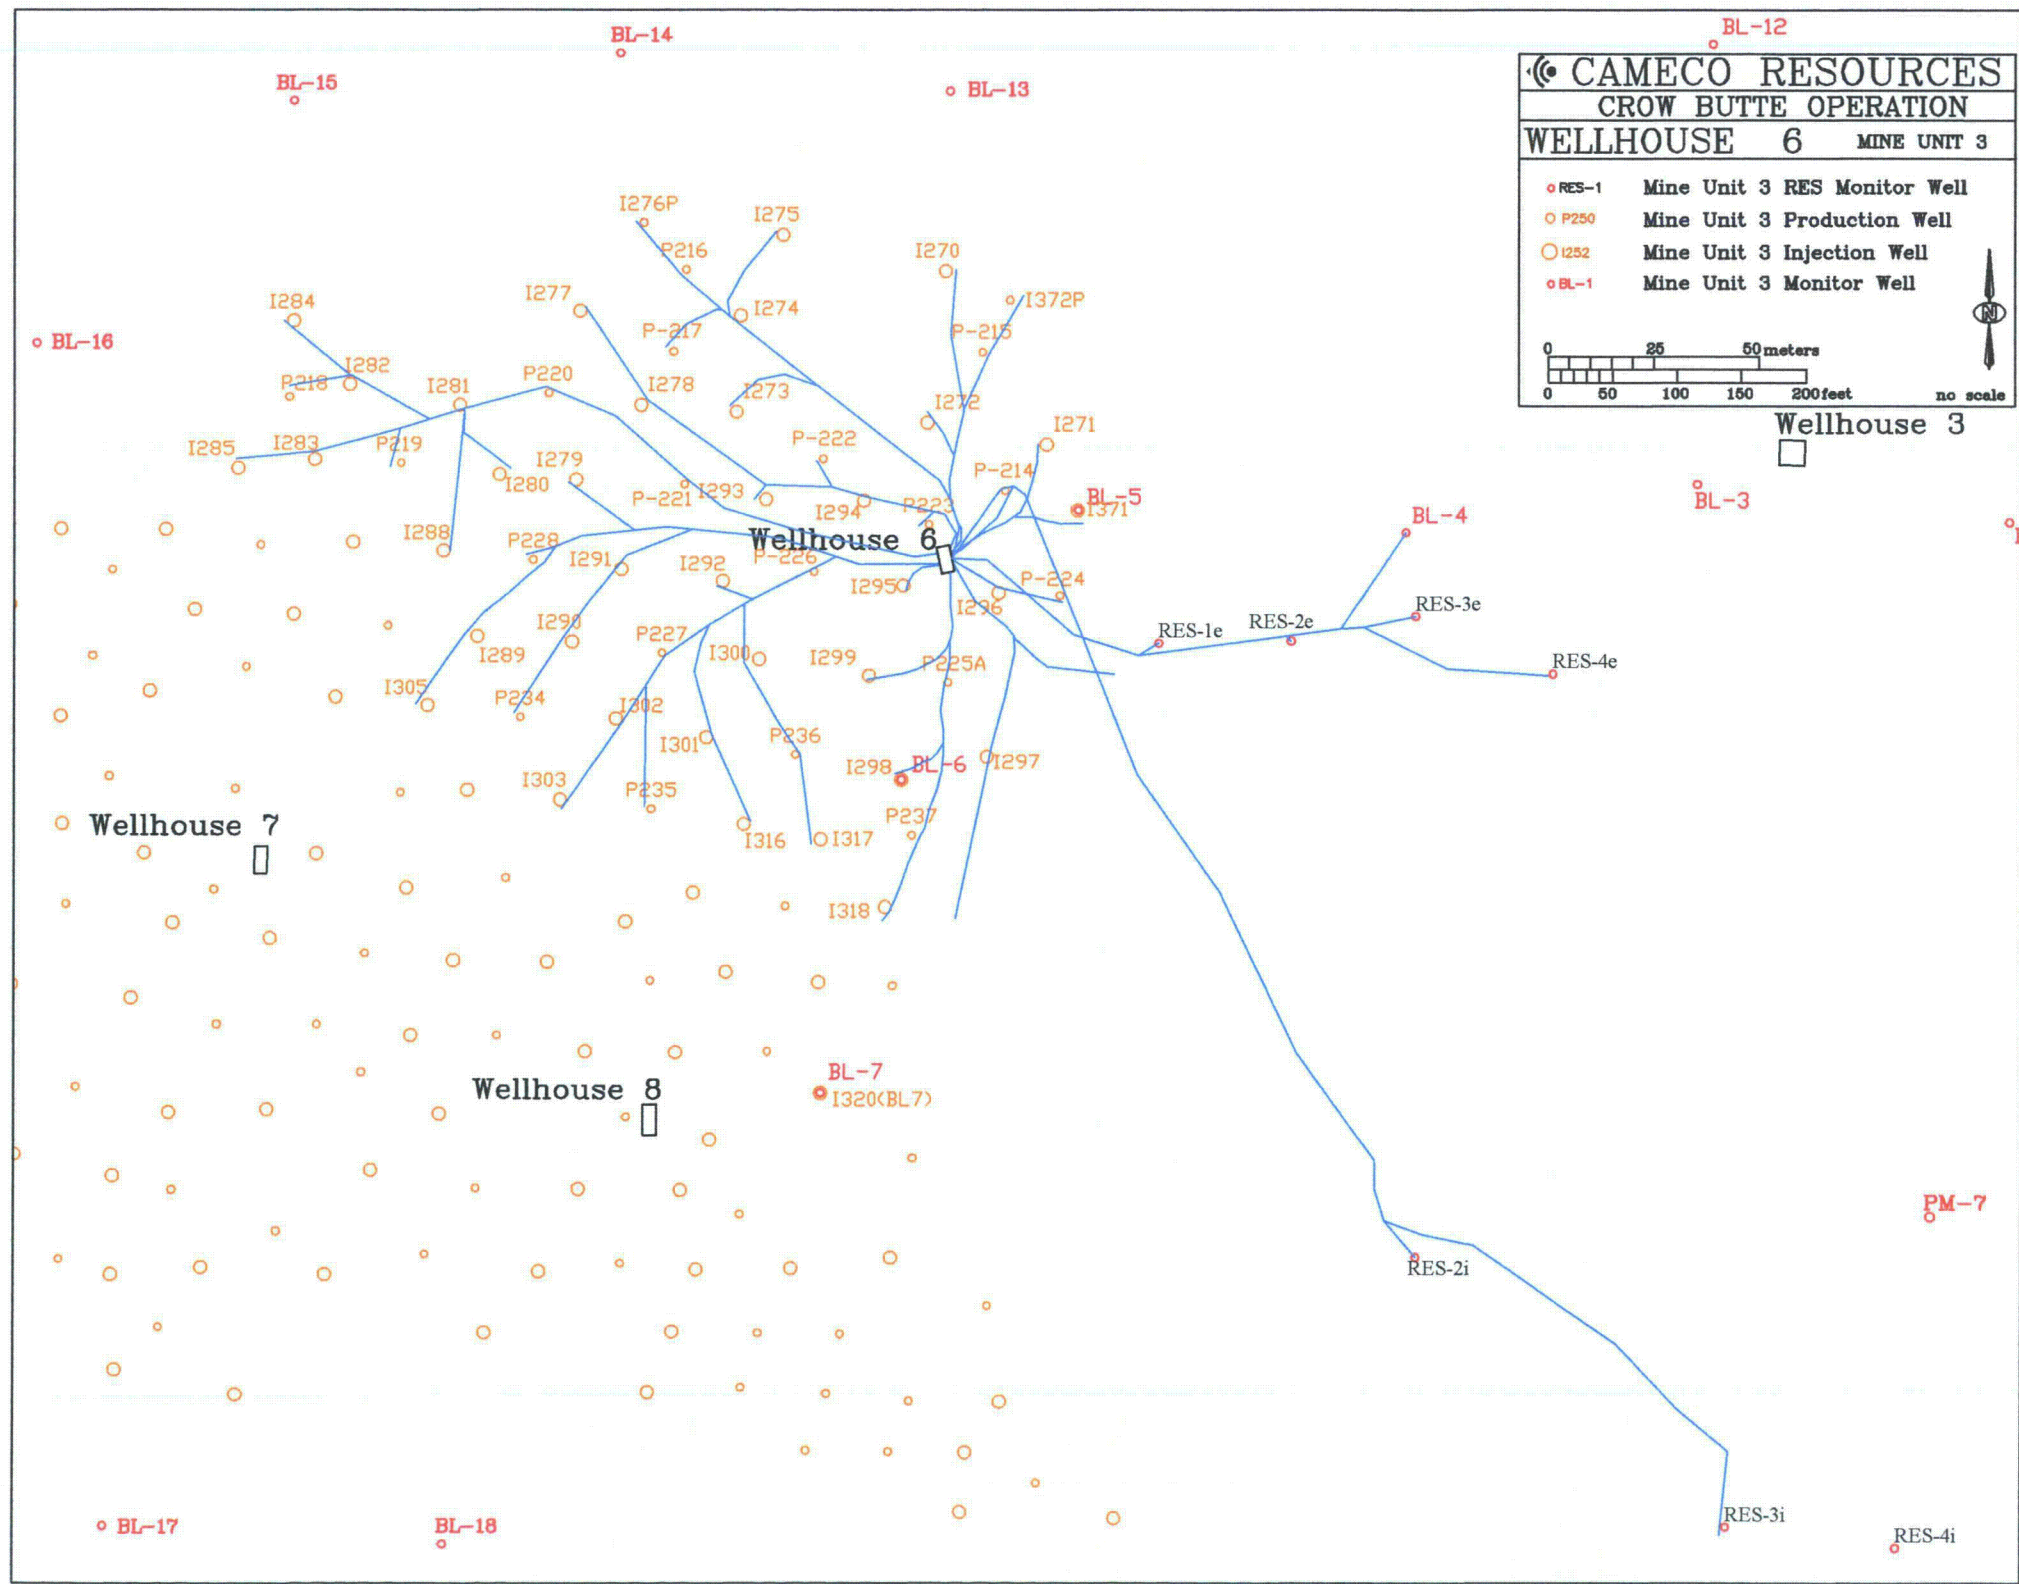 BL-14
BL-12
BL-15
BL-13
CAMECO RESOURCES
CROW BUTTE OPERATION
WELLHOUSE 6 MINE UNIT 3
RES-1 Mine Unit 3 RES Monitor Well
P250 Mine Unit 3 Production Well
I252 Mine Unit 3 Injection Well
BL-1 Mine Unit 3 Monitor Well
N
0 25 50 meters
0 50 100 150 200 feet
no scale
I276P
I275
P216
I270
I284
I277
I274
I372P
BL-16
P-217
P-215
I282
P218
I281
P220
I278
I273
I272
I271
Wellhouse 3
I285
I283
P219
P-222
I279
P-214
I280
P-221
I293
I294
P223
BL-5
I371
BL-3
BL-4
I288
P228
Wellhouse 6
P-226
I291
I292
I295
P-224
I296
RES-3e
I290
I289
P227
I300
I299
P225A
RES-1e
RES-2e
RES-4e
I305
P234
I302
I301
P236
I298
BL-6
I297
I303
P235
Wellhouse 7
I316
I317
P237
I318
BL-7
I320(BL7)
Wellhouse 8
PM-7
RES-2i
BL-17
BL-18
RES-3i
RES-4i